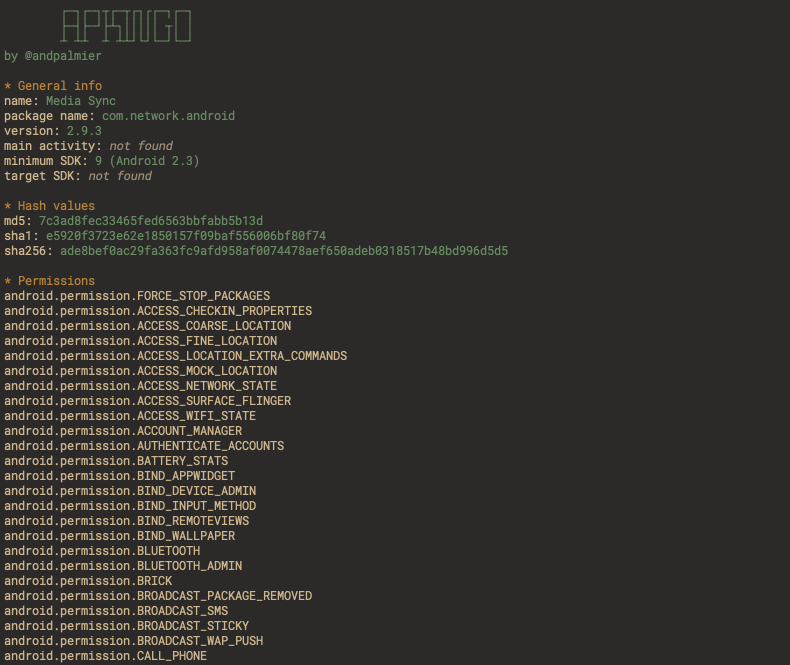 by @andpalmier
* General info
name: Media Sync
package name: com.network.android
version: 2.9.3
main activity: not found
minimum SDK: 9 (Android 2.3)
target SDK: not found
* Hash values
md5: 7c3ad8fec33465fed6563bbfabb5b13d
sha1: e5920f3723e62e1850157f09baf556006bf80f74
sha256: ade8bef0ac29fa363fc9afd958af0074478aef650adeb0318517b48bd996d5d5
* Permissions
android.permission.FORCE_STOP_PACKAGES
android.permission.ACCESS_CHECKIN_PROPERTIES
android.permission.ACCESS_COARSE_LOCATION
android.permission.ACCESS_FINE_LOCATION
android.permission.ACCESS_LOCATION_EXTRA_COMMANDS
android.permission.ACCESS_MOCK_LOCATION
android.permission.ACCESS_NETWORK_STATE
android.permission.ACCESS_SURFACE_FLINGER
android.permission.ACCESS_WIFI_STATE
android.permission.ACCOUNT_MANAGER
android.permission.AUTHENTICATE_ACCOUNTS
android.permission.BATTERY_STATS
android.permission.BIND_APPWIDGET
android.permission.BIND_DEVICE_ADMIN
android.permission.BIND_INPUT_METHOD
android.permission.BIND_REMOTEVIEWS
android.permission.BIND_WALLPAPER
android.permission.BLUETOOTH
android.permission.BLUETOOTH_ADMIN
android.permission.BRICK
android.permission.BROADCAST_PACKAGE_REMOVED
android.permission.BROADCAST_SMS
android.permission.BROADCAST_STICKY
android.permission.BROADCAST_WAP_PUSH
android.permission.CALL_PHONE